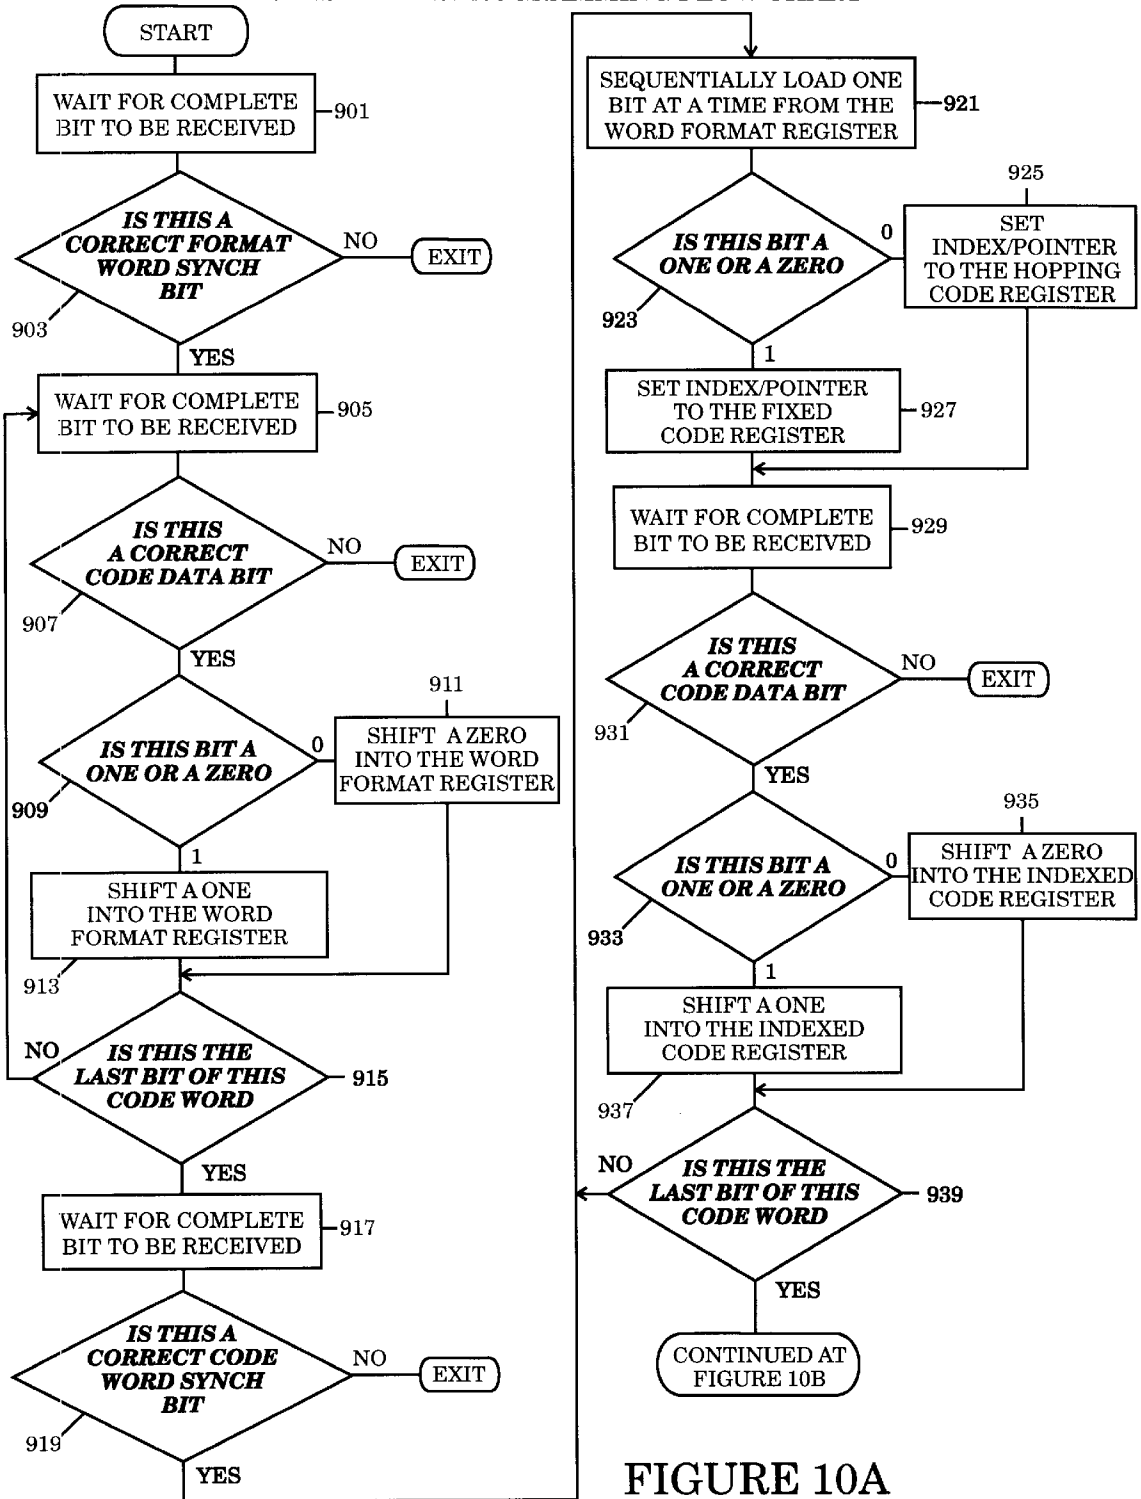 START
WAIT FOR COMPLETE
BIT TO BE RECEIVED
901
IS THIS A
CORRECT FORMAT
WORD SYNCH
BIT
NO
EXIT
903
YES
WAIT FOR COMPLETE
BIT TO BE RECEIVED
905
IS THIS
A CORRECT
CODE DATA BIT
NO
EXIT
907
YES
911
IS THIS BIT A
ONE OR A ZERO
0
SHIFT A ZERO
INTO THE WORD
FORMAT REGISTER
909
1
SHIFT A ONE
INTO THE WORD
FORMAT REGISTER
913
NO
IS THIS THE
LAST BIT OF THIS
CODE WORD
915
YES
WAIT FOR COMPLETE
BIT TO BE RECEIVED
917
IS THIS A
CORRECT CODE
WORD SYNCH
BIT
NO
EXIT
919
YES
SEQUENTIALLY LOAD ONE
BIT AT A TIME FROM THE
WORD FORMAT REGISTER
921
925
IS THIS BIT A
ONE OR A ZERO
0
SET
INDEX/POINTER
TO THE HOPPING
CODE REGISTER
923
1
SET INDEX/POINTER
TO THE FIXED
CODE REGISTER
927
WAIT FOR COMPLETE
BIT TO BE RECEIVED
929
IS THIS
A CORRECT
CODE DATA BIT
NO
EXIT
931
YES
935
IS THIS BIT A
ONE OR A ZERO
0
SHIFT A ZERO
INTO THE INDEXED
CODE REGISTER
933
1
SHIFT A ONE
INTO THE INDEXED
CODE REGISTER
937
NO
IS THIS THE
LAST BIT OF THIS
CODE WORD
939
YES
CONTINUED AT
FIGURE 10B
FIGURE 10A